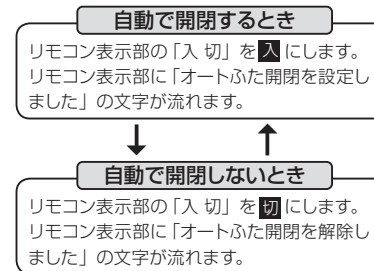 自動で開閉するとき
リモコン表示部の「入 切」を入にします。
リモコン表示部に「オートふた開閉を設定し
ました」の文字が流れます。
自動で開閉しないとき
リモコン表示部の「入 切」を切にします。
リモコン表示部に「オートふた開閉を解除し
ました」の文字が流れます。